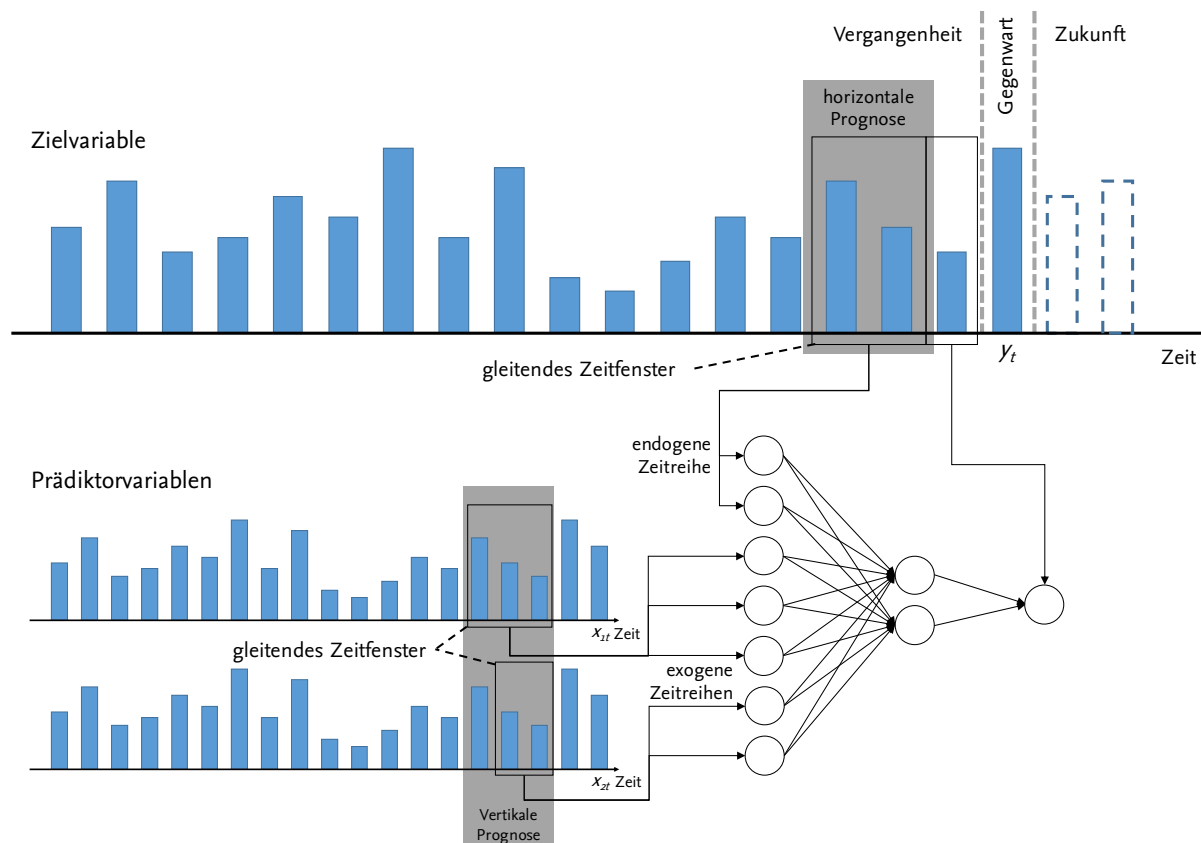 Vergangenheit
Gegenwart
Zukunft
horizontale
Prognose
Zielvariable
yt
Zeit
gleitendes Zeitfenster
endogene
Zeitreihe
Prädiktorvariablen
x1t Zeit
gleitendes Zeitfenster
exogene
Zeitreihen
x2t Zeit
Vertikale
Prognose